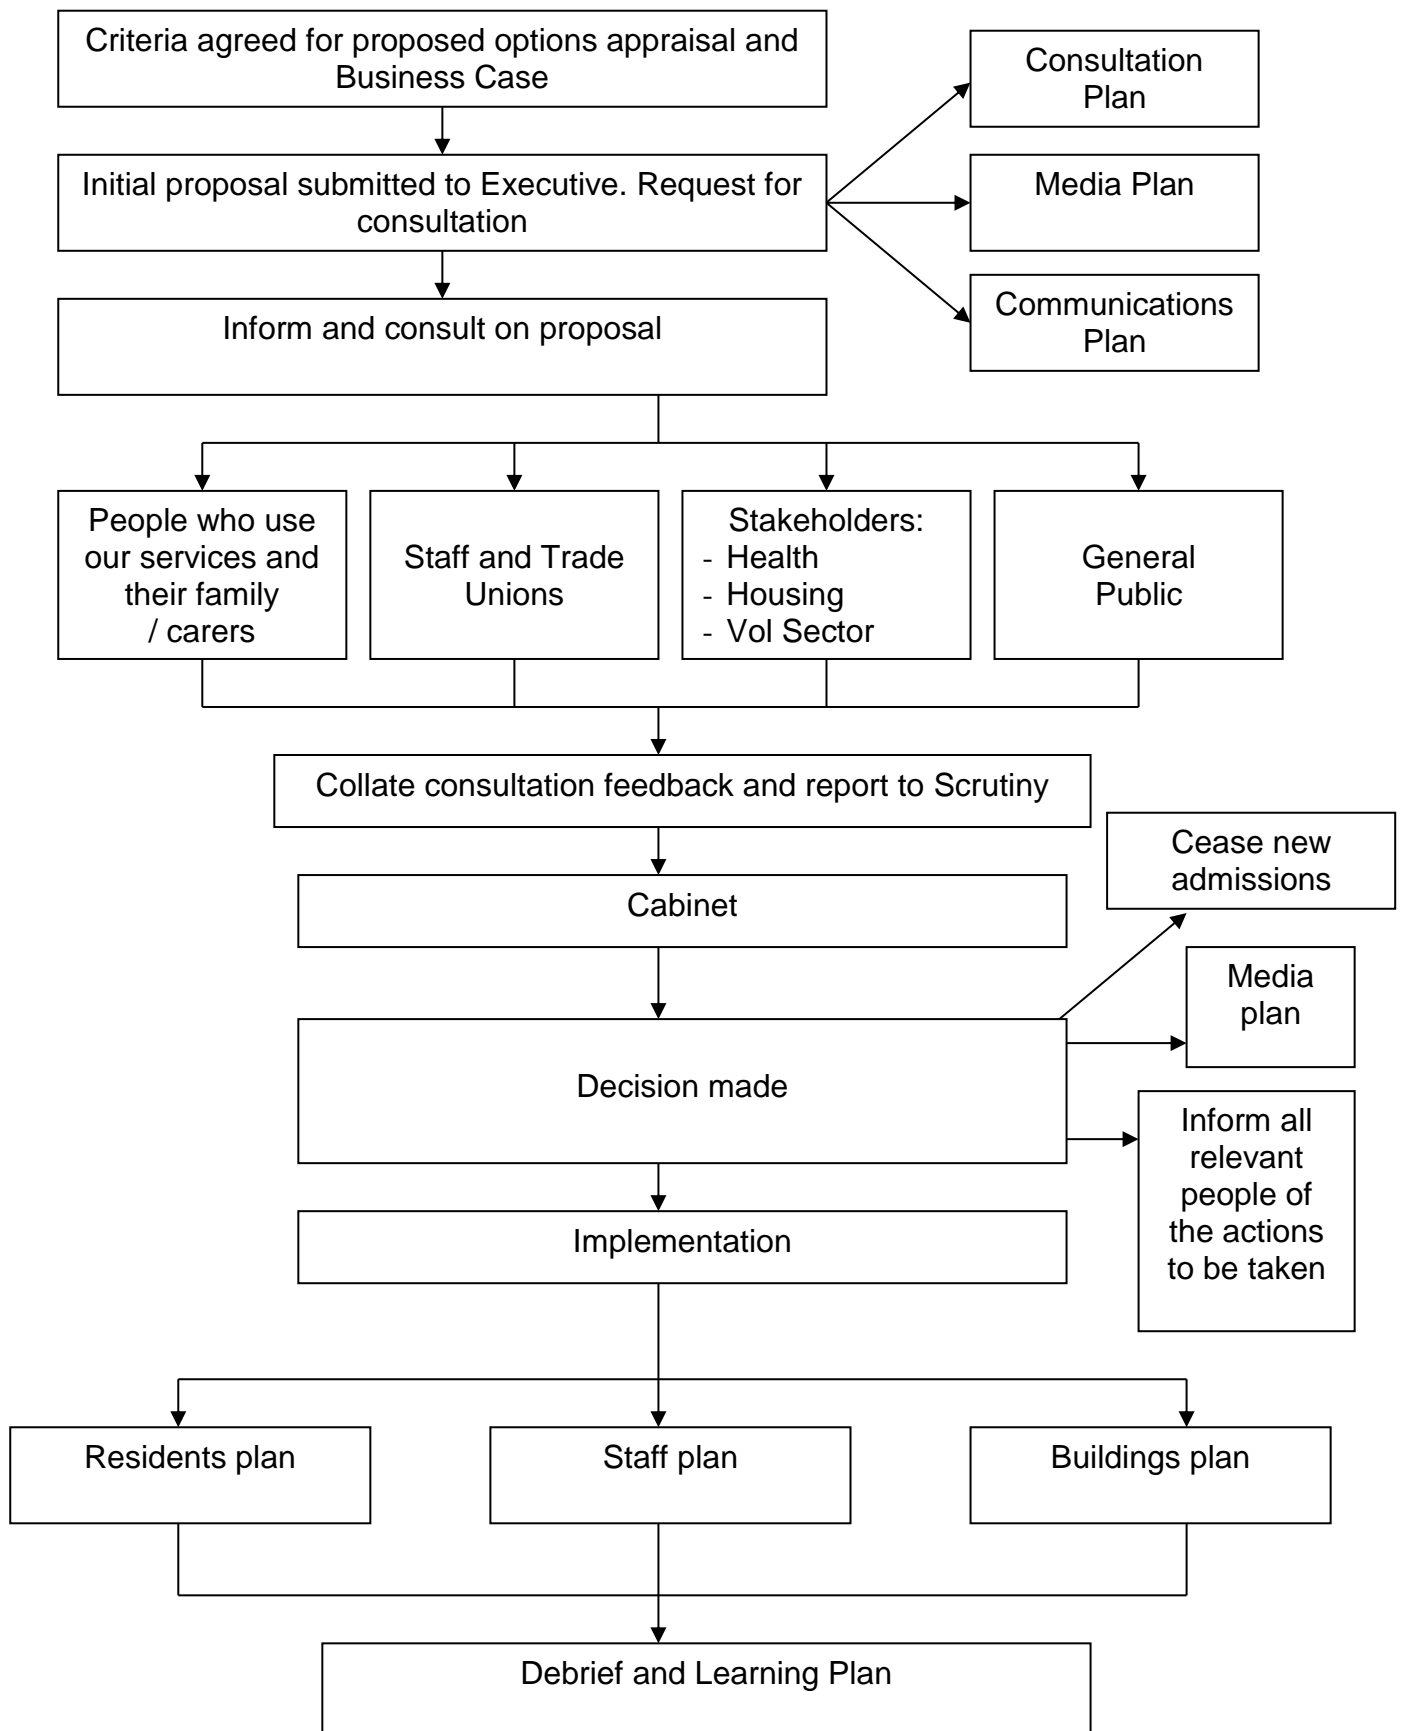 Criteria agreed for proposed options appraisal and
Business Case
Consultation
Plan
Initial proposal submitted to Executive. Request for
consultation
Media Plan
Communications
Plan
Inform and consult on proposal
People who use
our services and
their family
/ carers
Staff and Trade
Unions
Stakeholders:
- Health
- Housing
- Vol Sector
General
Public
Collate consultation feedback and report to Scrutiny
Cease new
admissions
Cabinet
Media
plan
Decision made
Inform all
relevant
people of
the actions
to be taken
Implementation
Residents plan
Staff plan
Buildings plan
Debrief and Learning Plan